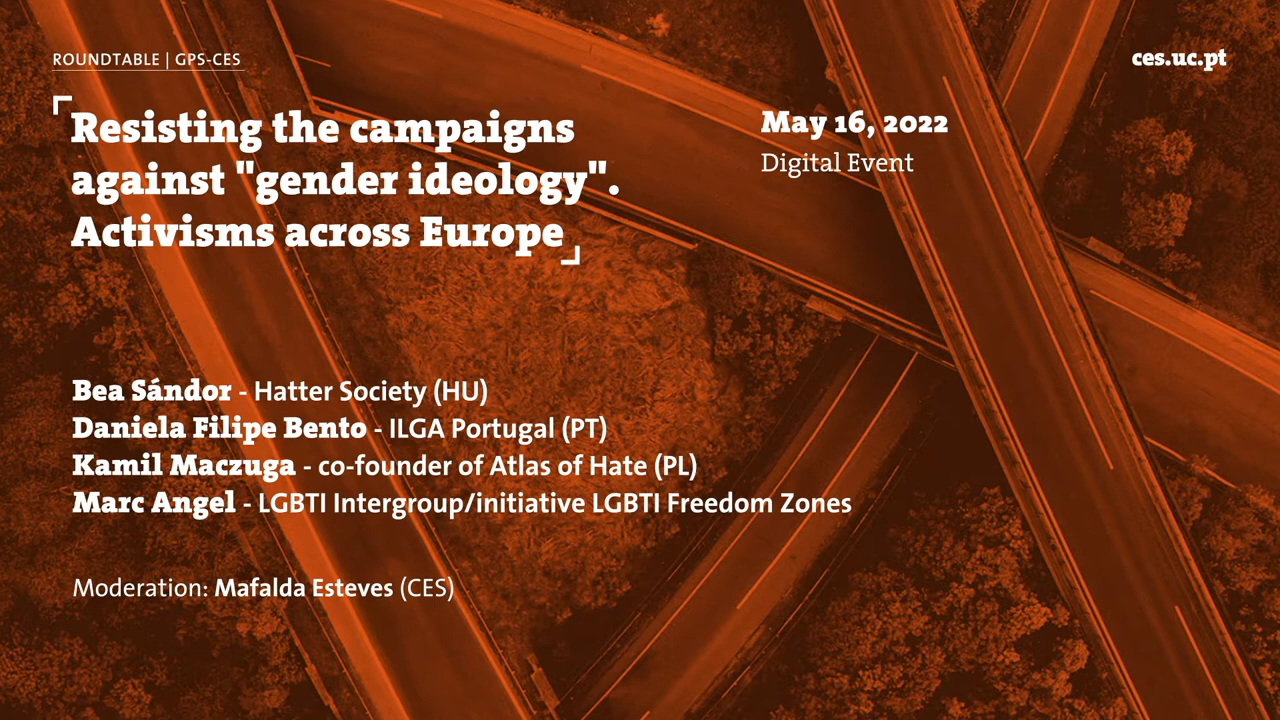 ROUNDTABLE | GPS-CES
ces.uc.pt
Resisting the campaigns
against "gender ideology".
Activisms across Europe
May 16, 2022
Digital Event
Bea Sándor - Hatter Society (HU)
Daniela Filipe Bento - ILGA Portugal (PT)
Kamil Maczuga - co-founder of Atlas of Hate (PL)
Marc Angel - LGBTI Intergroup/initiative LGBTI Freedom Zones
Moderation: Mafalda Esteves (CES)